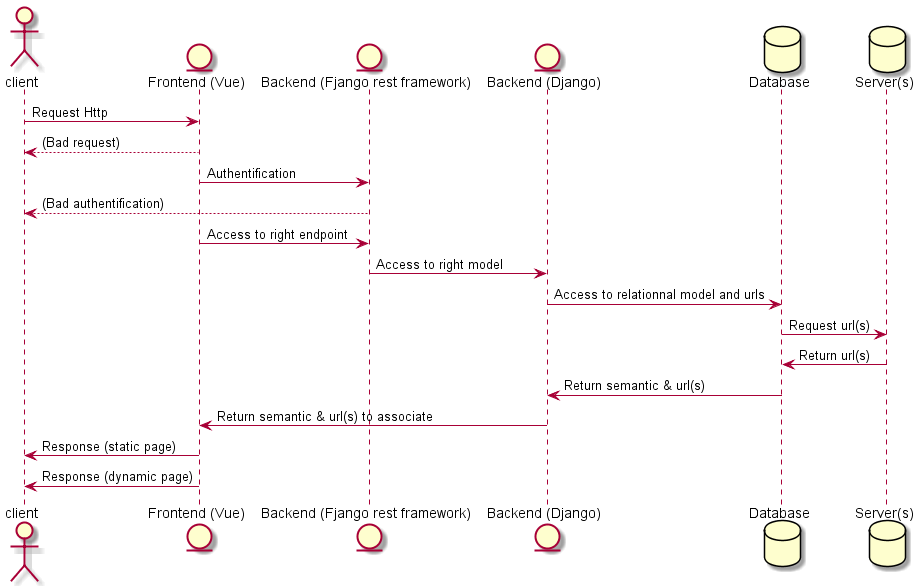 client
Frontend (Vue)
Backend (Fjango rest framework)
Backend (Django)
Database
Server(s)
Request Http
(Bad request)
Authentification
(Bad authentification)
Access to right endpoint
Access to right model
Access to relationnal model and urls
Request url(s)
Return url(s)
Return semantic & url(s)
Return semantic & url(s) to associate
Response (static page)
Response (dynamic page)
client
Frontend (Vue)
Backend (Fjango rest framework)
Backend (Django)
Database
Server(s)